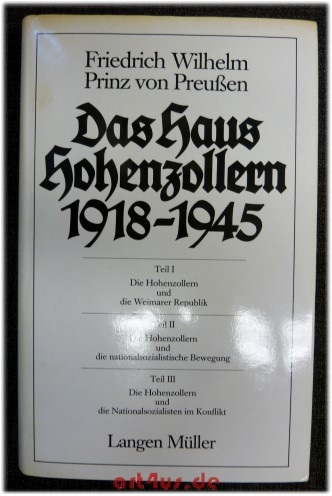 Friedrich Wilhelm
Prinz von Preußen
Das Haus
Hohenzollern
1918-1945
Teil I
Die Hohenzollern
und
die Weimarer Republik
Teil II
Die Hohenzollern
und
die nationalsozialistische Bewegung
Teil III
Die Hohenzollern
und
die Nationalsozialisten im Konflikt
Langen Müller
art4us.de